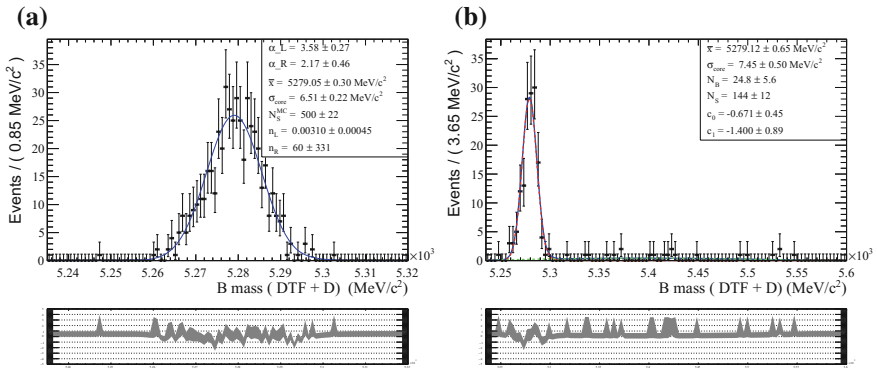 (a)
Events / ( 0.85 MeV/c²)
35
30
25
20
15
10
5
0
α_L = 3.58 ± 0.27
α_R = 2.17 ± 0.46
x̅ = 5279.05 ± 0.30 MeV/c²
σcore = 6.51 ± 0.22 MeV/c²
N_S^MC = 500 ± 22
n_L = 0.00310 ± 0.00045
n_R = 60 ± 331
5.24 5.25 5.26 5.27 5.28 5.29 5.3 5.31 5.32
×10³
B mass ( DTF + D) (MeV/c²)
(b)
Events / ( 3.65 MeV/c²)
35
30
25
20
15
10
5
0
x̅ = 5279.12 ± 0.65 MeV/c²
σcore = 7.45 ± 0.50 MeV/c²
N_B = 24.8 ± 5.6
N_S = 144 ± 12
c₀ = -0.671 ± 0.45
c₁ = -1.400 ± 0.89
5.25 5.3 5.35 5.4 5.45 5.5 5.55 5.6
×10³
B mass ( DTF + D) (MeV/c²)